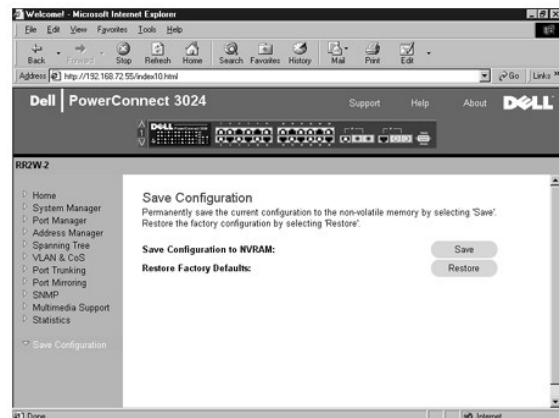 Welcome! - Microsoft Internet Explorer
File Edit View Favorites Tools Help
Back Forward Stop Refresh Home Search Favorites History Mail Print Edit
Address http://192.168.72.55/index10.html Go Links »
Dell PowerConnect 3024 Support Help About DELL
1 DELL
RR2W-2
Home
System Manager
Port Manager
Address Manager
Spanning Tree
VLAN & CoS
Port Trunking
Port Mirroring
SNMP
Multimedia Support
Statistics
Save Configuration
Save Configuration
Permanently save the current configuration to the non-volatile memory by selecting 'Save'.
Restore the factory configuration by selecting 'Restore'.
Save Configuration to NVRAM: Save
Restore Factory Defaults: Restore
Done Internet